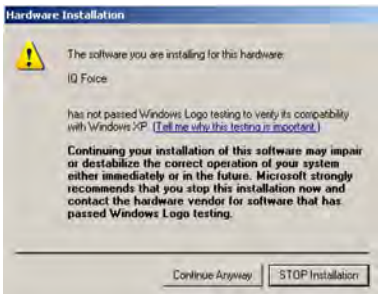 Hardware Installation
The software you are installing for this hardware:
IQ Force
has not passed Windows Logo testing to verify its compatibility
with Windows XP. (Tell me why this testing is important.)
Continuing your installation of this software may impair
or destabilize the correct operation of your system
either immediately or in the future. Microsoft strongly
recommends that you stop this installation now and
contact the hardware vendor for software that has
passed Windows Logo testing.
Continue Anyway
STOP Installation